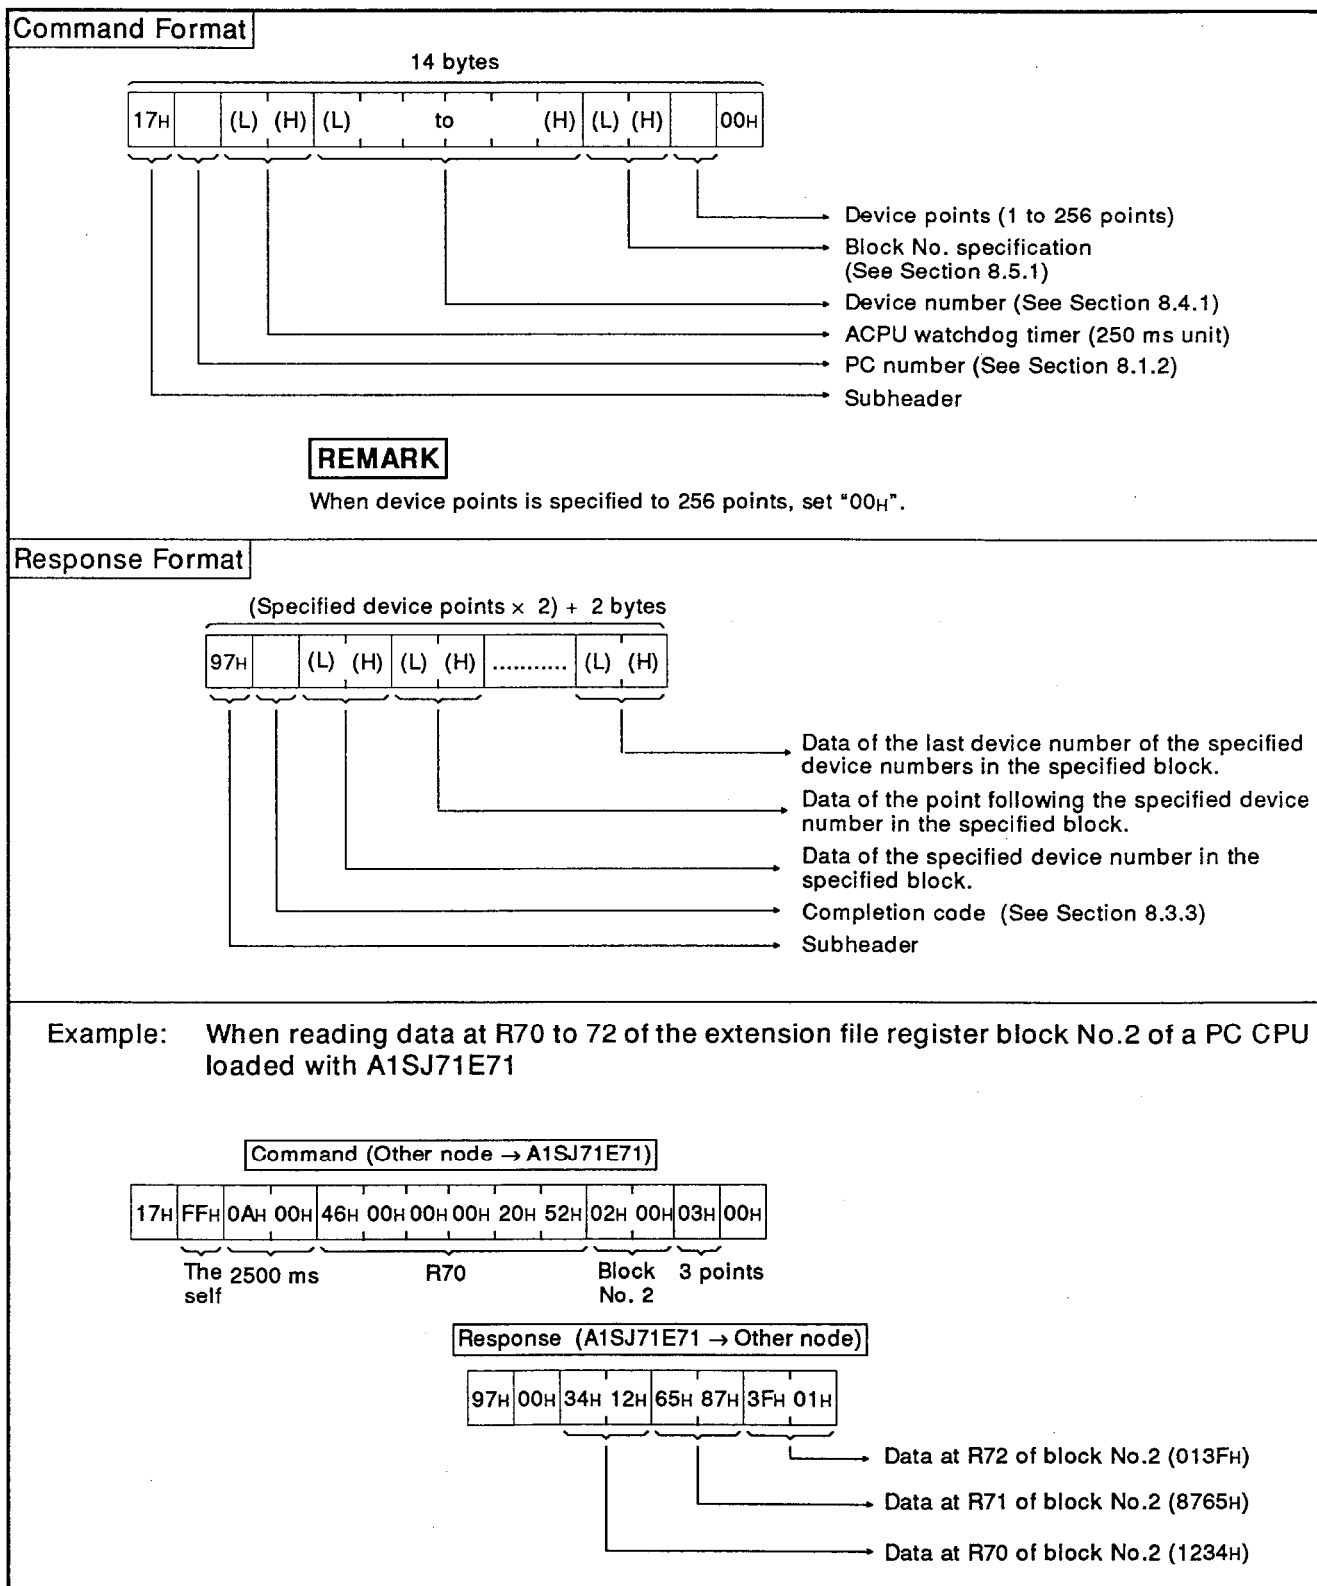 Command Format
14 bytes
17H (L) (H) (L) to (H) (L) (H) 00H
Device points (1 to 256 points)
Block No. specification
(See Section 8.5.1)
Device number (See Section 8.4.1)
ACPU watchdog timer (250 ms unit)
PC number (See Section 8.1.2)
Subheader
REMARK
When device points is specified to 256 points, set "00H".
Response Format
(Specified device points × 2) + 2 bytes
97H (L) (H) (L) (H) ........... (L) (H)
Data of the last device number of the specified
device numbers in the specified block.
Data of the point following the specified device
number in the specified block.
Data of the specified device number in the
specified block.
Completion code (See Section 8.3.3)
Subheader
Example: When reading data at R70 to 72 of the extension file register block No.2 of a PC CPU
loaded with A1SJ71E71
Command (Other node → A1SJ71E71)
17H FFH 0AH 00H 46H 00H 00H 00H 20H 52H 02H 00H 03H 00H
The 2500 ms R70 Block 3 points
self No. 2
Response (A1SJ71E71 → Other node)
97H 00H 34H 12H 65H 87H 3FH 01H
Data at R72 of block No.2 (013FH)
Data at R71 of block No.2 (8765H)
Data at R70 of block No.2 (1234H)